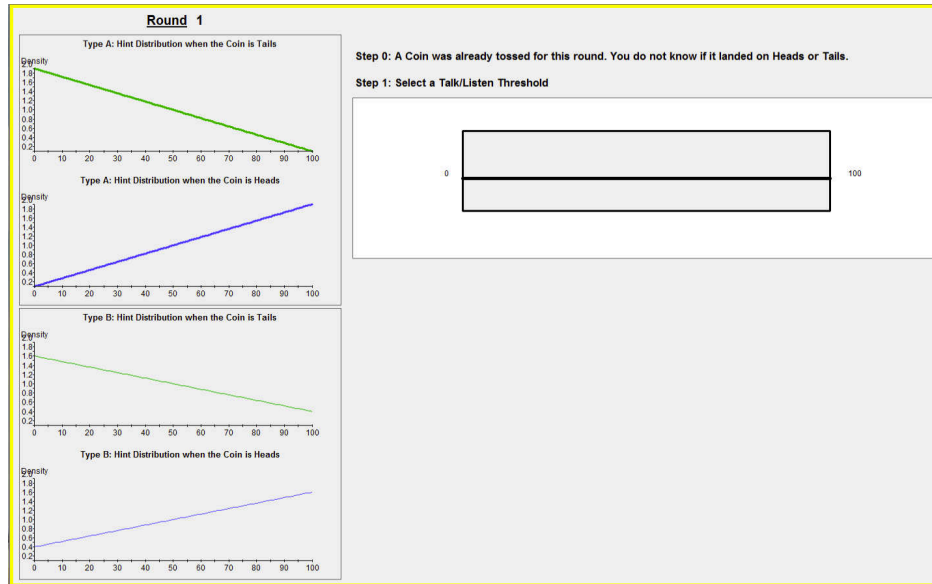 Round 1
Type A: Hint Distribution when the Coin is Tails
Density
2.0
1.8
1.6
1.4
1.2
1.0
0.8
0.6
0.4
0.2
0 10 20 30 40 50 60 70 80 90 100
Type A: Hint Distribution when the Coin is Heads
Density
2.0
1.8
1.6
1.4
1.2
1.0
0.8
0.6
0.4
0.2
0 10 20 30 40 50 60 70 80 90 100
Type B: Hint Distribution when the Coin is Tails
Density
2.0
1.8
1.6
1.4
1.2
1.0
0.8
0.6
0.4
0.2
0 10 20 30 40 50 60 70 80 90 100
Type B: Hint Distribution when the Coin is Heads
Density
2.0
1.8
1.6
1.4
1.2
1.0
0.8
0.6
0.4
0.2
0 10 20 30 40 50 60 70 80 90 100
Step 0: A Coin was already tossed for this round. You do not know if it landed on Heads or Tails.
Step 1: Select a Talk/Listen Threshold
0 100